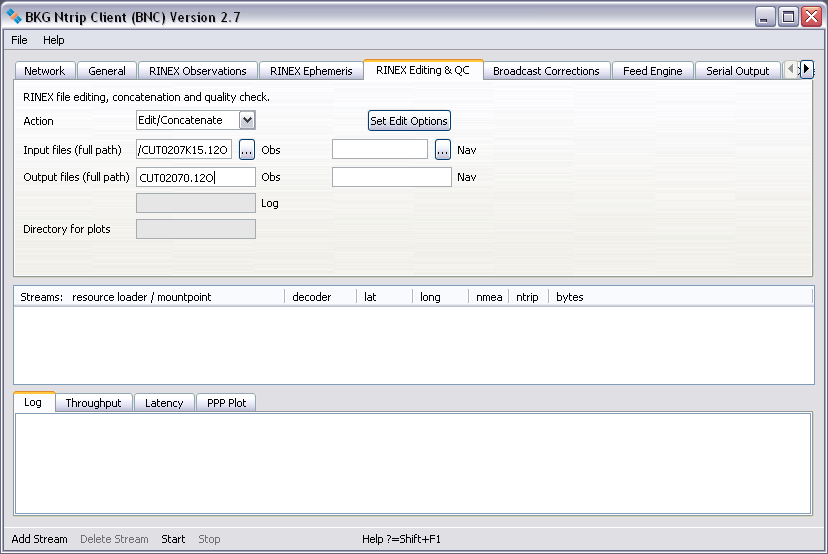 BKG Ntrip Client (BNC) Version 2.7
File Help
Network General RINEX Observations RINEX Ephemeris RINEX Editing & QC Broadcast Corrections Feed Engine Serial Output
RINEX file editing, concatenation and quality check.
Action Edit/Concatenate Set Edit Options
Input files (full path) /CUT0207K15.12O ... Obs ... Nav
Output files (full path) CUT02070.12O Obs Nav
Log
Directory for plots
Streams: resource loader / mountpoint decoder lat long nmea ntrip bytes
Log Throughput Latency PPP Plot
Add Stream Delete Stream Start Stop Help ?=Shift+F1